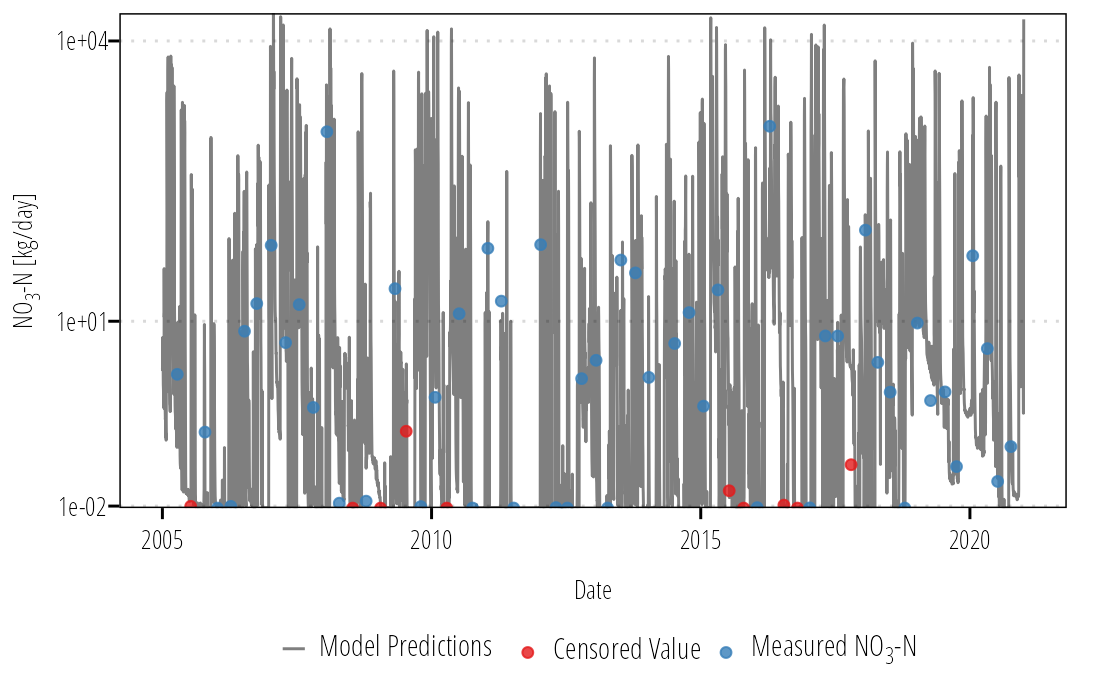 NO3-N [kg/day]
1e+04
1e+01
1e-02
2005
2010
2015
2020
Date
Model Predictions
Censored Value
Measured NO3-N